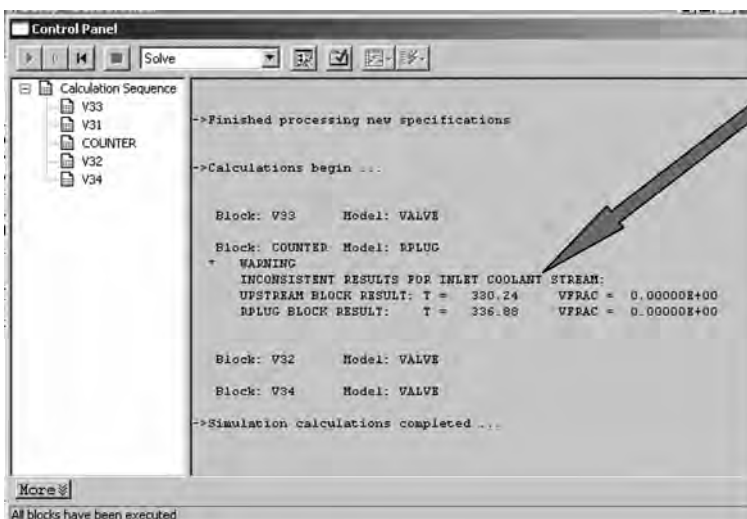 Control Panel
Solve
Calculation Sequence
V33
V31
COUNTER
V32
V34
->Finished processing new specifications
->Calculations begin ...
Block: V33 Model: VALVE
Block: COUNTER Model: RPLUG
* WARNING
INCONSISTENT RESULTS FOR INLET COOLANT STREAM:
UPSTREAM BLOCK RESULT: T = 330.24 VFRAC = 0.00000E+00
RPLUG BLOCK RESULT: T = 336.88 VFRAC = 0.00000E+00
Block: V32 Model: VALVE
Block: V34 Model: VALVE
->Simulation calculations completed ...
More
All blocks have been executed